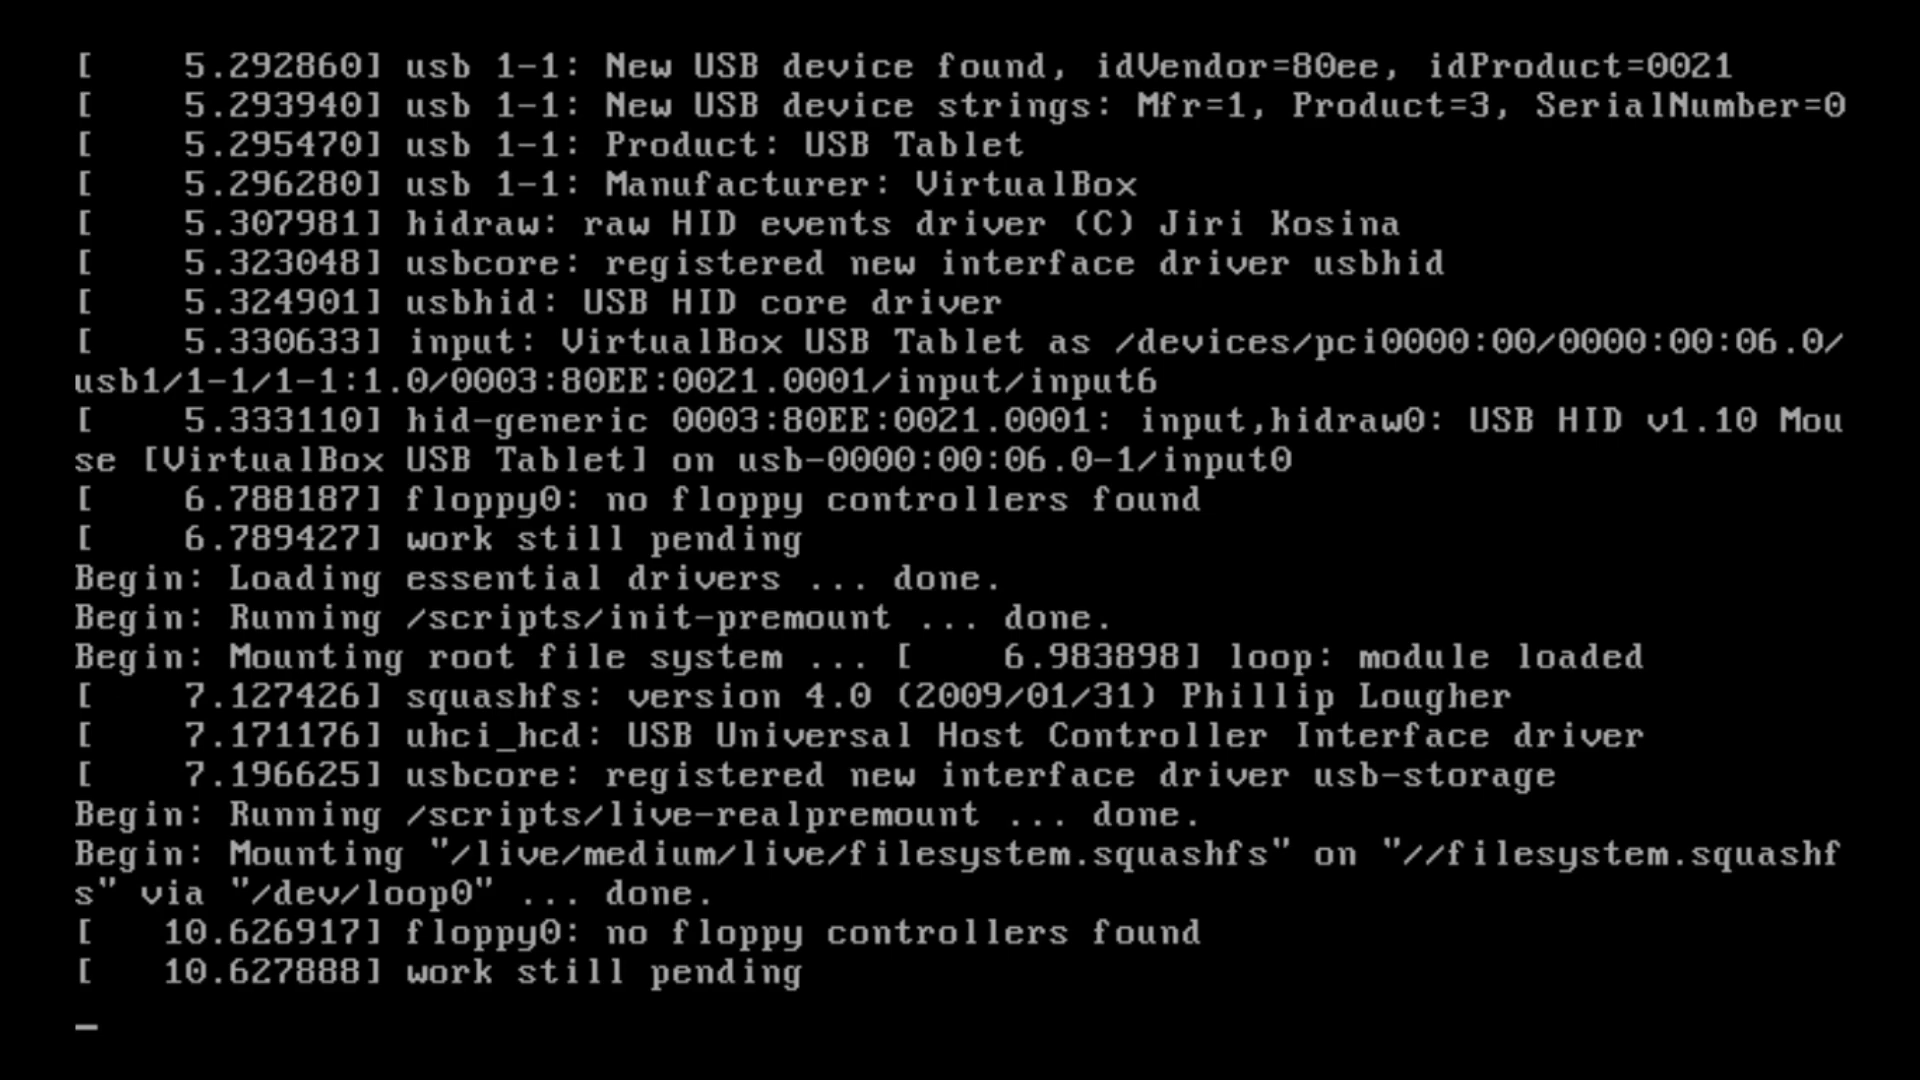 [    5.292860] usb 1-1: New USB device found, idVendor=80ee, idProduct=0021
[    5.293940] usb 1-1: New USB device strings: Mfr=1, Product=3, SerialNumber=0
[    5.295470] usb 1-1: Product: USB Tablet
[    5.296280] usb 1-1: Manufacturer: VirtualBox
[    5.307981] hidraw: raw HID events driver (C) Jiri Kosina
[    5.323048] usbcore: registered new interface driver usbhid
[    5.324901] usbhid: USB HID core driver
[    5.330633] input: VirtualBox USB Tablet as /devices/pci0000:00/0000:00:06.0/
usb1/1-1/1-1:1.0/0003:80EE:0021.0001/input/input6
[    5.333110] hid-generic 0003:80EE:0021.0001: input,hidraw0: USB HID v1.10 Mou
se [VirtualBox USB Tablet] on usb-0000:00:06.0-1/input0
[    6.788187] floppy0: no floppy controllers found
[    6.789427] work still pending
Begin: Loading essential drivers ... done.
Begin: Running /scripts/init-premount ... done.
Begin: Mounting root file system ... [    6.983898] loop: module loaded
[    7.127426] squashfs: version 4.0 (2009/01/31) Phillip Lougher
[    7.171176] uhci_hcd: USB Universal Host Controller Interface driver
[    7.196625] usbcore: registered new interface driver usb-storage
Begin: Running /scripts/live-realpremount ... done.
Begin: Mounting "/live/medium/live/filesystem.squashfs" on "//filesystem.squashf
s" via "/dev/loop0" ... done.
[   10.626917] floppy0: no floppy controllers found
[   10.627888] work still pending
_